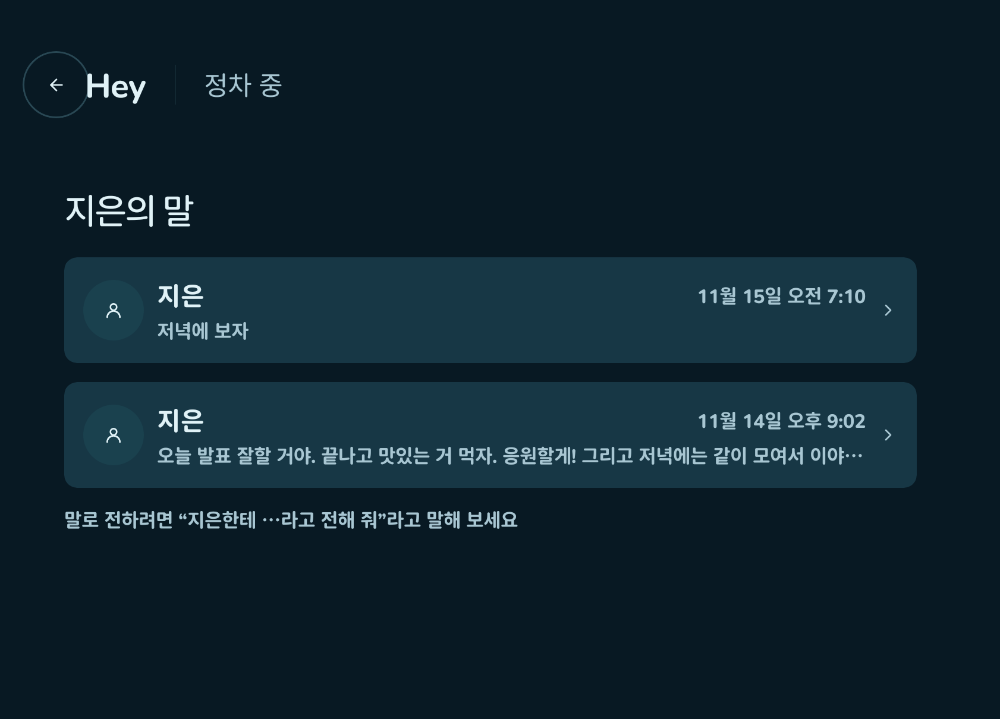 Hey
정차 중
지은의 말
지은
11월 15일 오전 7:10
저녁에 보자
지은
11월 14일 오후 9:02
오늘 발표 잘할 거야. 끝나고 맛있는 거 먹자. 응원할게! 그리고 저녁에는 같이 모여서 이야…
말로 전하려면 “지은한테 …라고 전해 줘”라고 말해 보세요